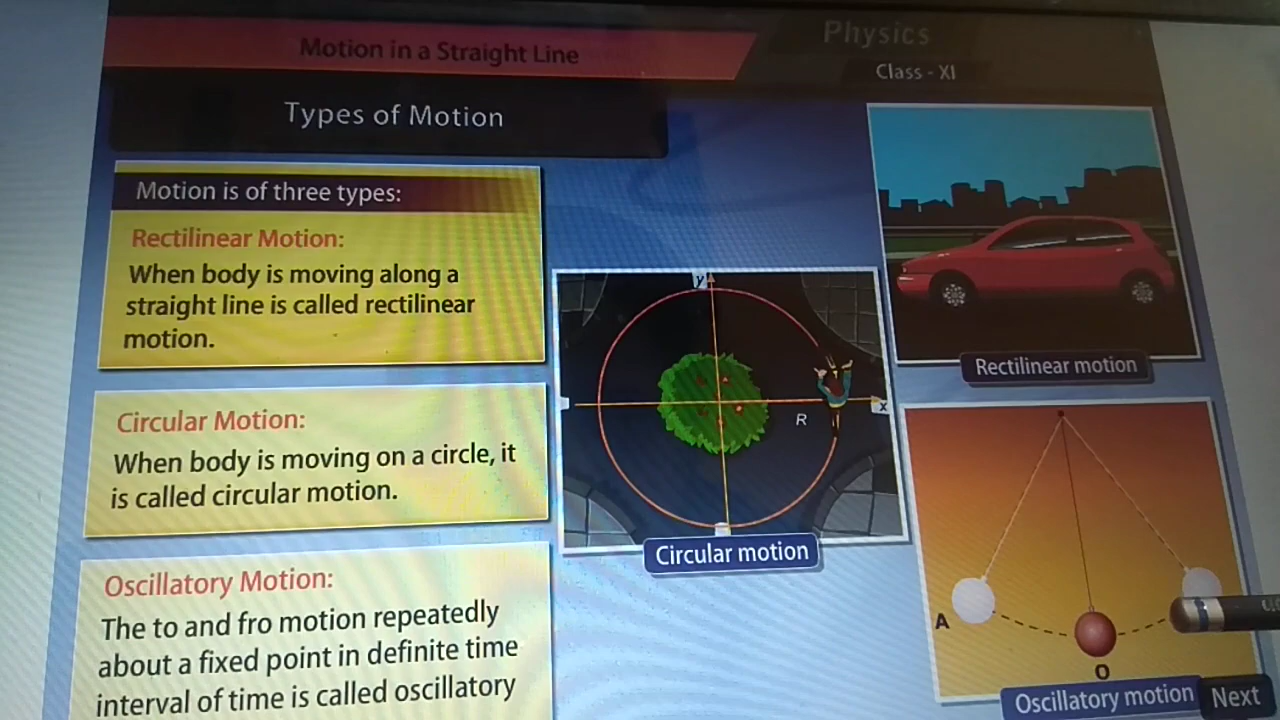 Physics
Motion in a Straight Line
Class - XI
Types of Motion
Motion is of three types:
Rectilinear Motion:
When body is moving along a
straight line is called rectilinear
motion.
Circular Motion:
When body is moving on a circle, it
is called circular motion.
Oscillatory Motion:
The to and fro motion repeatedly
about a fixed point in definite time
interval of time is called oscillatory
y
R
x
Circular motion
Rectilinear motion
A
O
Oscillatory motion
Next